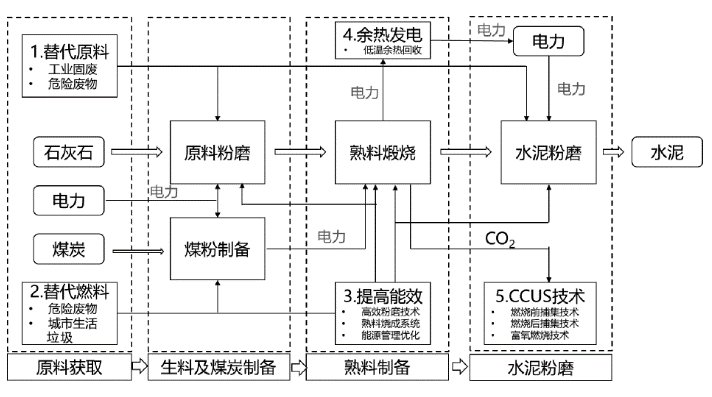 1.替代原料
• 工业固废
• 危险废物
石灰石
电力
煤炭
2.替代燃料
• 危险废物
• 城市生活
垃圾
原料获取
原料粉磨
电力
煤粉制备
生料及煤炭制备
4.余热发电
• 低温余热回收
电力
熟料煅烧
电力
3.提高能效
• 高效粉磨技术
• 熟料烧成系统
• 能源管理优化
熟料制备
电力
电力
电力
水泥粉磨
CO2
5.CCUS技术
• 燃烧前捕集技术
• 燃烧后捕集技术
• 富氧燃烧技术
水泥粉磨
水泥